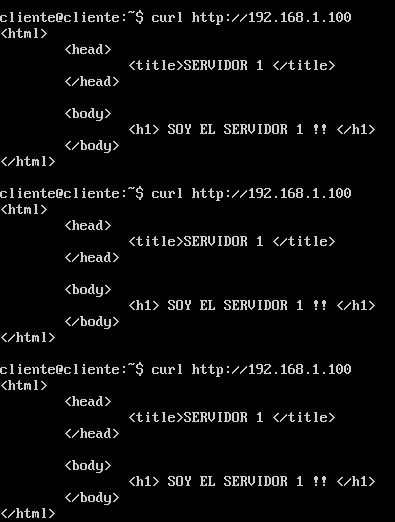 cliente@cliente:~$ curl http://192.168.1.100
<html>
        <head>
                <title>SERVIDOR 1 </title>
        </head>

        <body>
                <h1> SOY EL SERVIDOR 1 !! </h1>
        </body>
</html>

cliente@cliente:~$ curl http://192.168.1.100
<html>
        <head>
                <title>SERVIDOR 1 </title>
        </head>

        <body>
                <h1> SOY EL SERVIDOR 1 !! </h1>
        </body>
</html>

cliente@cliente:~$ curl http://192.168.1.100
<html>
        <head>
                <title>SERVIDOR 1 </title>
        </head>

        <body>
                <h1> SOY EL SERVIDOR 1 !! </h1>
        </body>
</html>